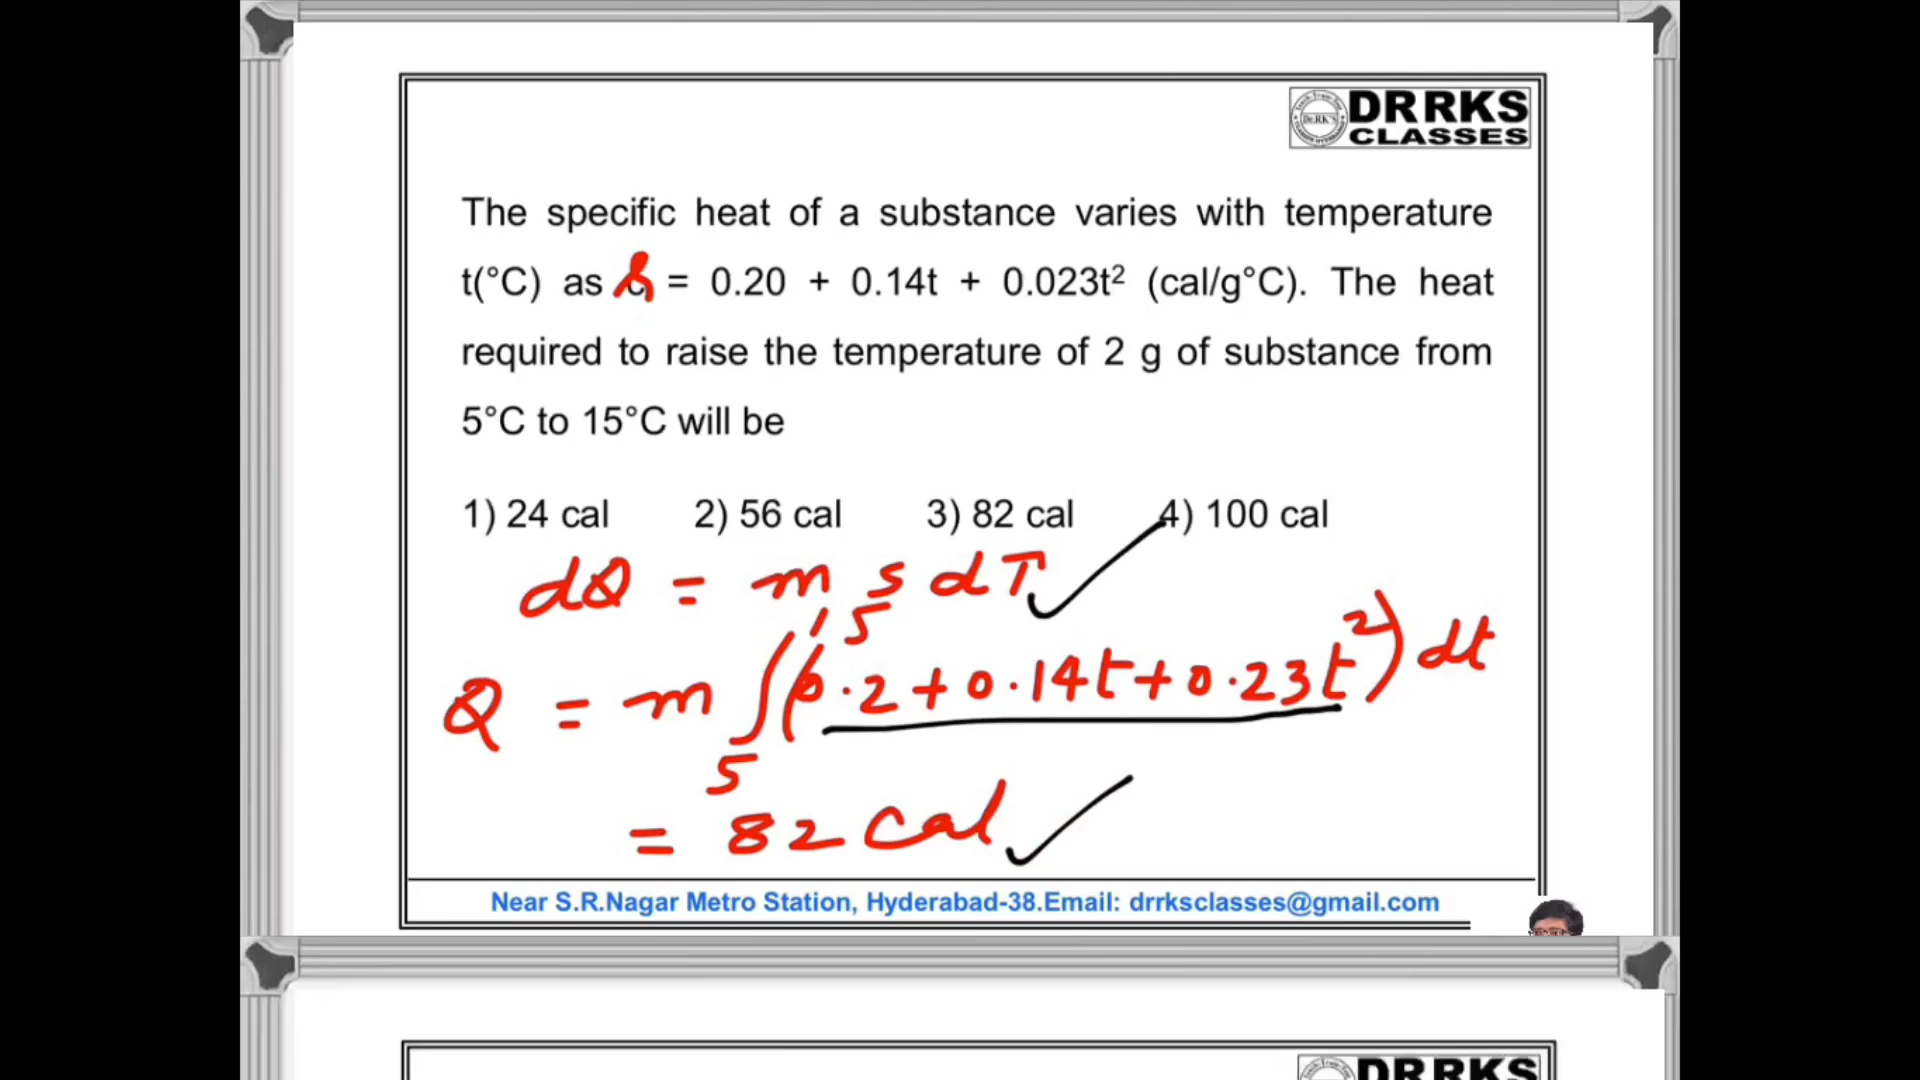 DRRKS
CLASSES
The specific heat of a substance varies with temperature
t(°C) as s = 0.20 + 0.14t + 0.023t² (cal/g°C). The heat
required to raise the temperature of 2 g of substance from
5°C to 15°C will be
1) 24 cal 2) 56 cal 3) 82 cal 4) 100 cal
dQ = m s dT
Q = m ∫₅¹⁵ (0.2 + 0.14t + 0.23t²) dt
= 82 Cal
Near S.R.Nagar Metro Station, Hyderabad-38.Email: drrksclasses@gmail.com
DRRKS